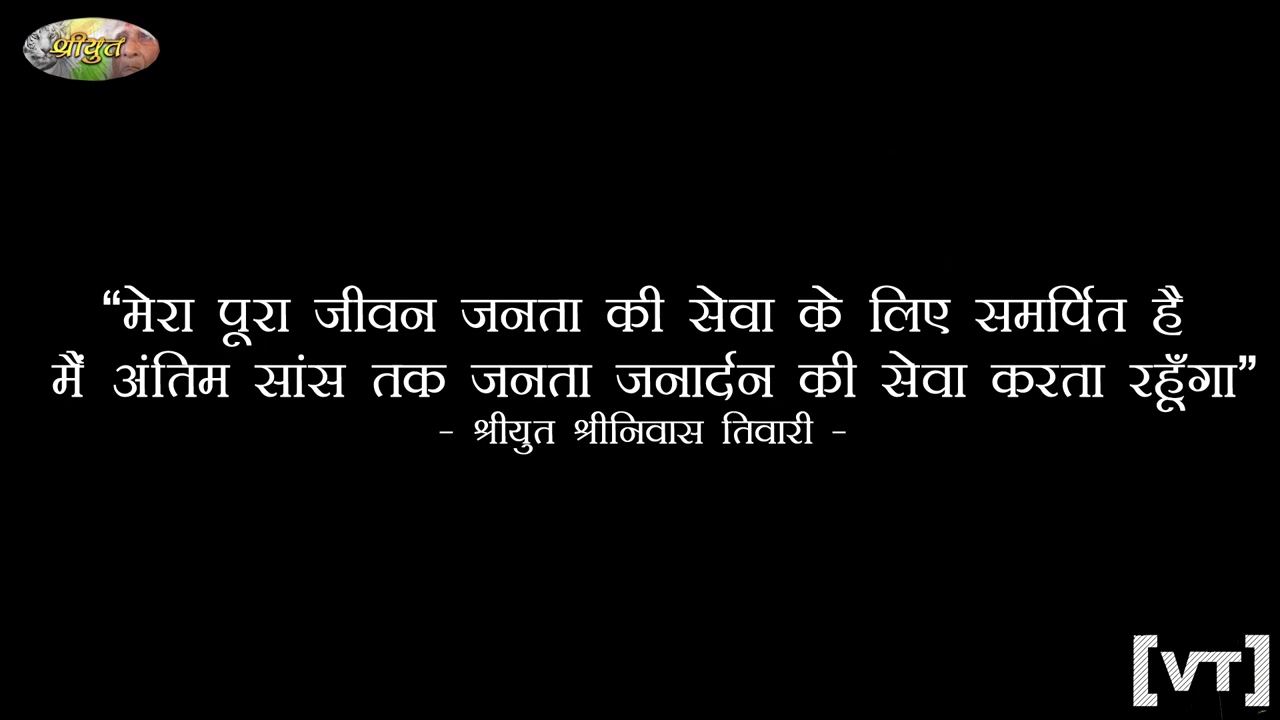 श्रीयुत
“मेरा पूरा जीवन जनता की सेवा के लिए समर्पित है
मैं अंतिम सांस तक जनता जनार्दन की सेवा करता रहूँगा”
- श्रीयुत श्रीनिवास तिवारी -
[VT]